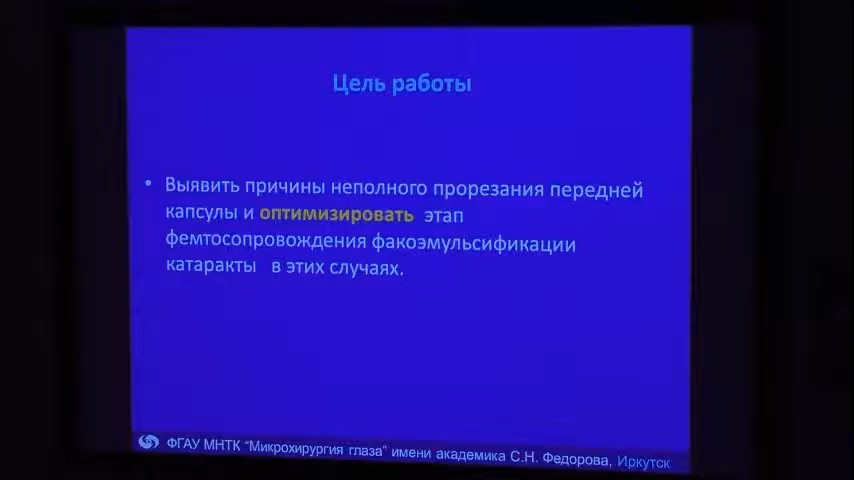 Цель работы
• Выявить причины неполного прорезания передней
капсулы и оптимизировать этап
фемтосопровождения факоэмульсификации
катаракты в этих случаях.
ФГАУ МНТК "Микрохирургия глаза" имени академика С.Н. Федорова, Иркутск